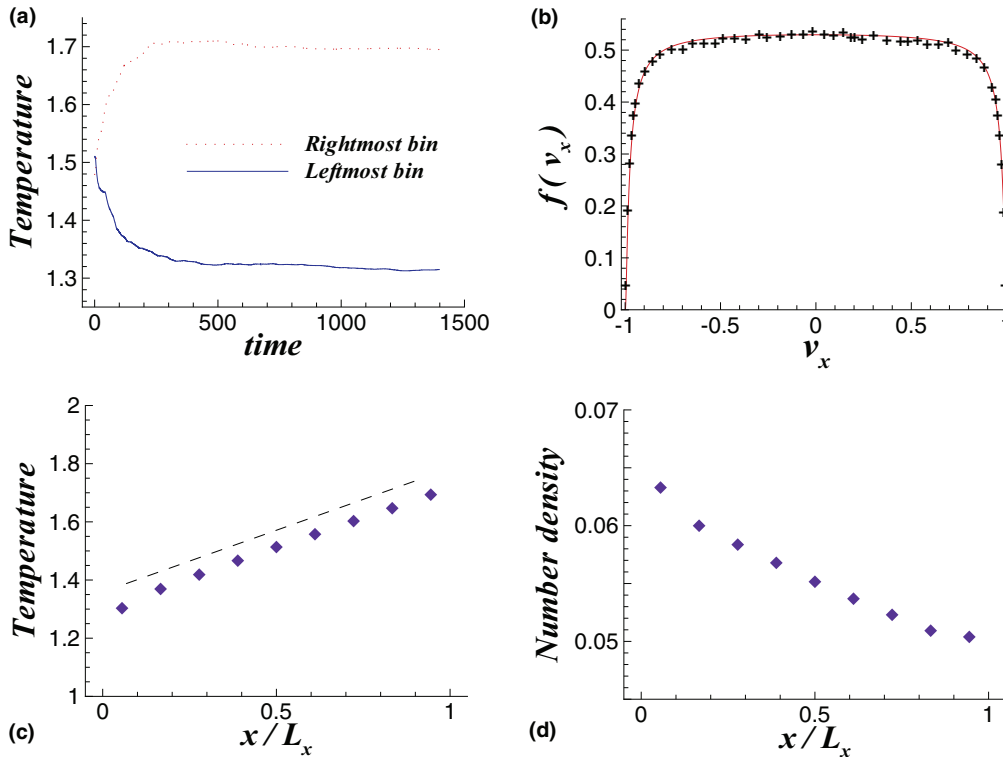 (a)
Temperature
1.7
1.6
1.5
1.4
1.3
0
500
1000
1500
time
Rightmost bin
Leftmost bin
(b)
f ( v_x )
0.5
0.4
0.3
0.2
0.1
0
-1
-0.5
0
0.5
1
v_x
(c)
Temperature
2
1.8
1.6
1.4
1.2
1
0
0.5
1
x / L_x
(d)
Number density
0.07
0.06
0.05
0
0.5
1
x / L_x